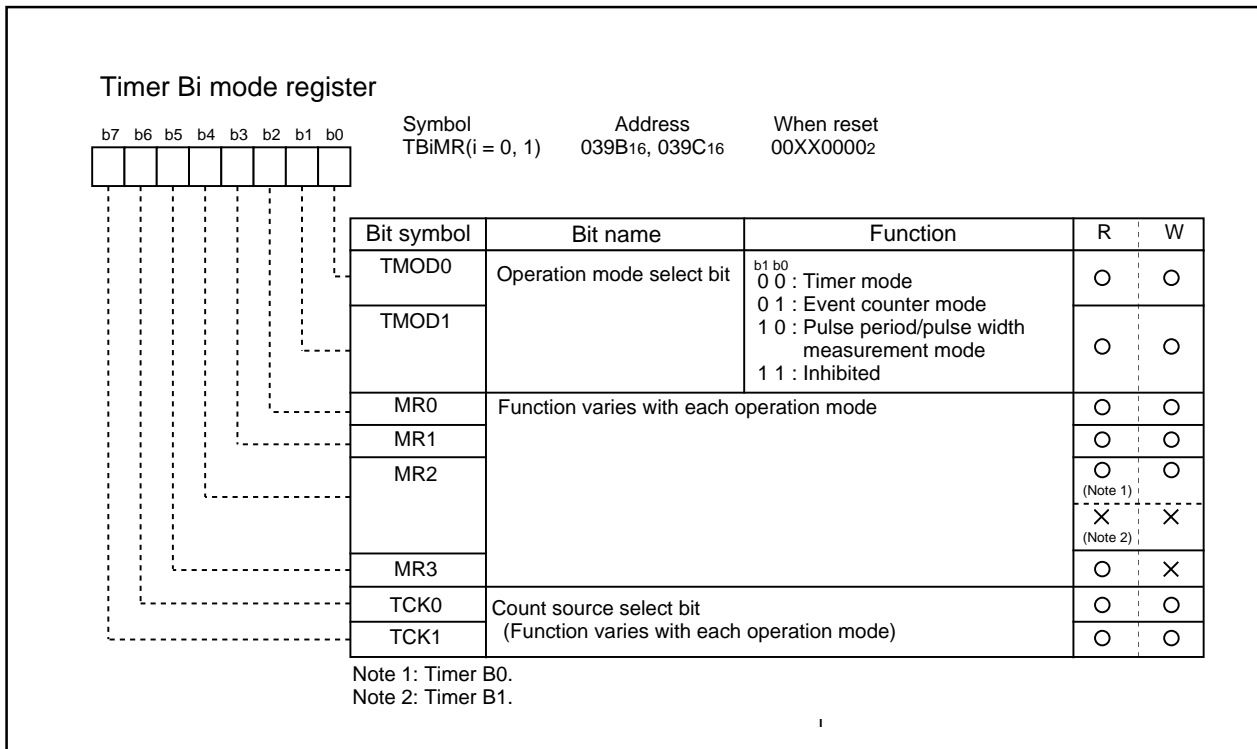 Timer Bi mode register
b7 b6 b5 b4 b3 b2 b1 b0
Symbol Address When reset
TBiMR(i = 0, 1) 039B16, 039C16 00XX00002
Bit symbol Bit name Function R W
TMOD0 Operation mode select bit b1 b0
0 0 : Timer mode
0 1 : Event counter mode
TMOD1 1 0 : Pulse period/pulse width
measurement mode
1 1 : Inhibited
MR0 Function varies with each operation mode
MR1
MR2
(Note 1)
(Note 2)
MR3
TCK0 Count source select bit
TCK1 (Function varies with each operation mode)
Note 1: Timer B0.
Note 2: Timer B1.